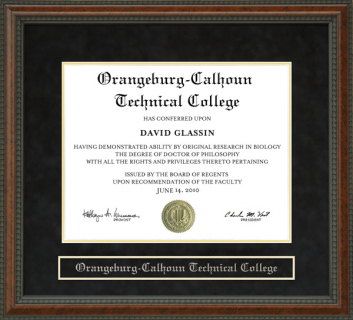 Orangeburg-Calhoun
Technical College
HAS CONFERRED UPON
DAVID GLASSIN
HAVING DEMONSTRATED ABILITY BY ORIGINAL RESEARCH IN BIOLOGY
THE DEGREE OF DOCTOR OF PHILOSOPHY
WITH ALL THE RIGHTS AND PRIVILEGES THERETO PERTAINING
ISSUED BY THE BOARD OF REGENTS
UPON RECOMMENDATION OF THE FACULTY
JUNE 14, 2010
PROVOST
PRESIDENT
Orangeburg-Calhoun Technical College